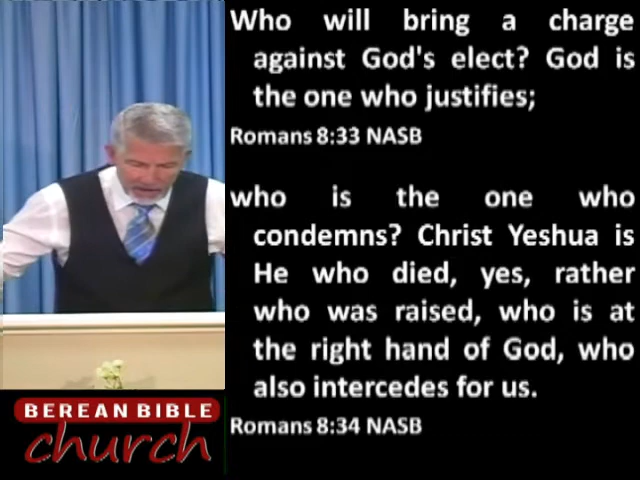 Who will bring a charge
against God's elect? God is
the one who justifies;
Romans 8:33 NASB
who is the one who
condemns? Christ Yeshua is
He who died, yes, rather
who was raised, who is at
the right hand of God, who
also intercedes for us.
Romans 8:34 NASB
BEREAN BIBLE
church